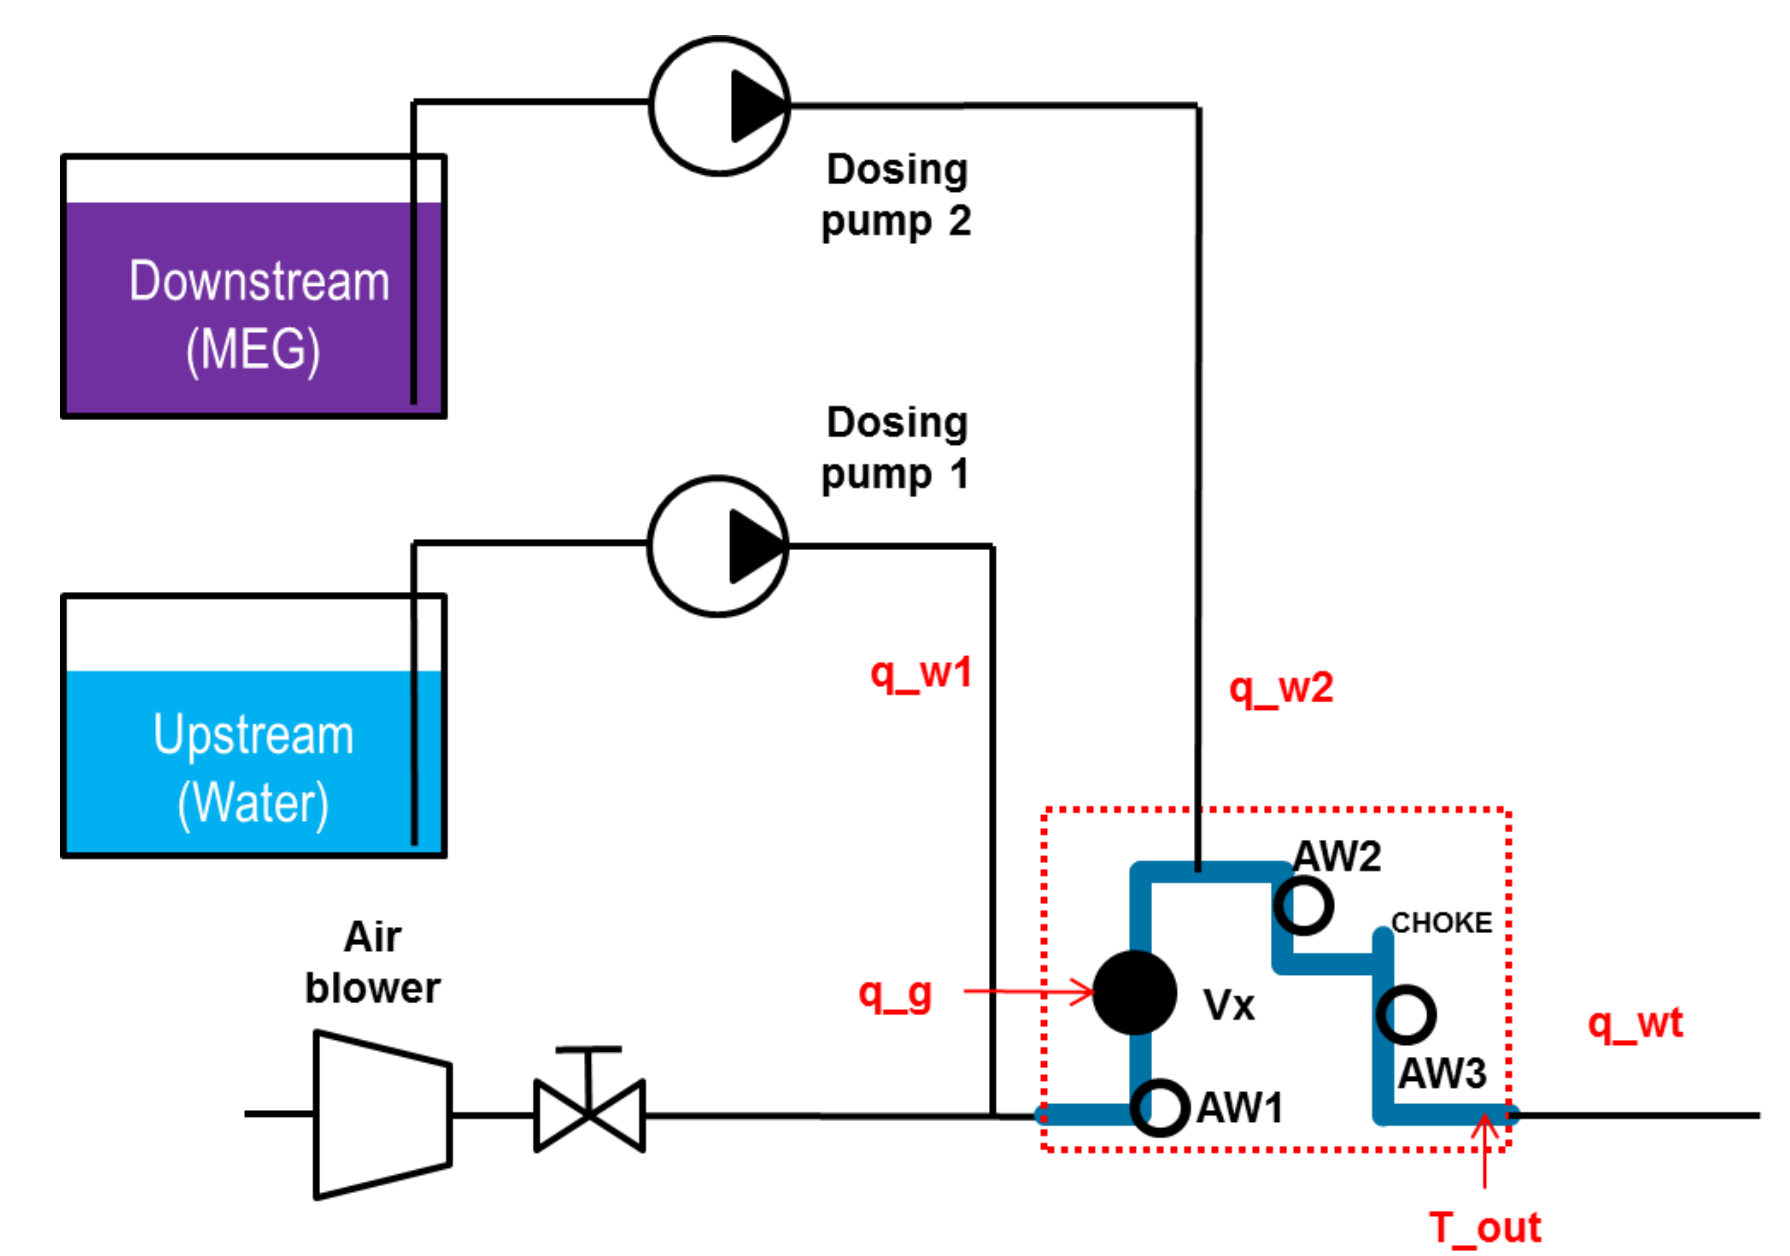 Dosing
pump 2
Downstream
(MEG)
Dosing
pump 1
q_w1
q_w2
Upstream
(Water)
AW2
CHOKE
Air
blower
q_g
Vx
q_wt
AW3
AW1
T_out